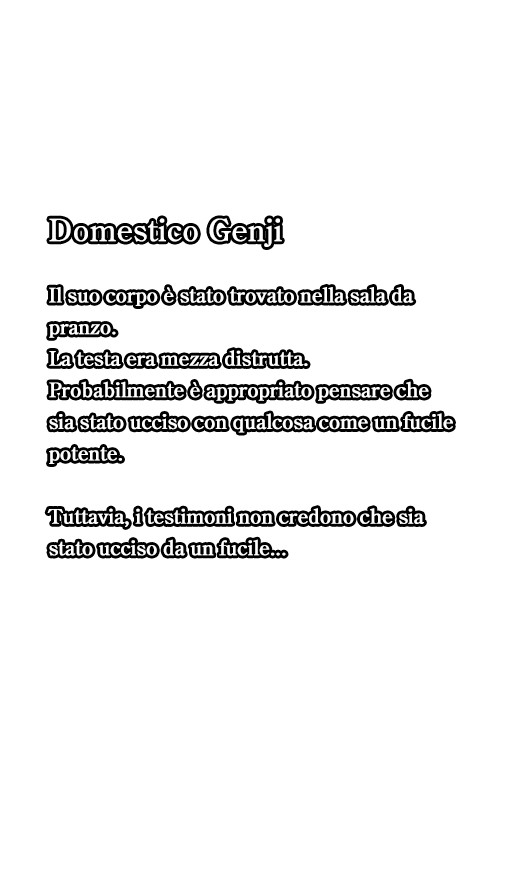 Domestico Genji
Il suo corpo è stato trovato nella sala da
pranzo.
La testa era mezza distrutta.
Probabilmente è appropriato pensare che
sia stato ucciso con qualcosa come un fucile
potente.
Tuttavia, i testimoni non credono che sia
stato ucciso da un fucile...